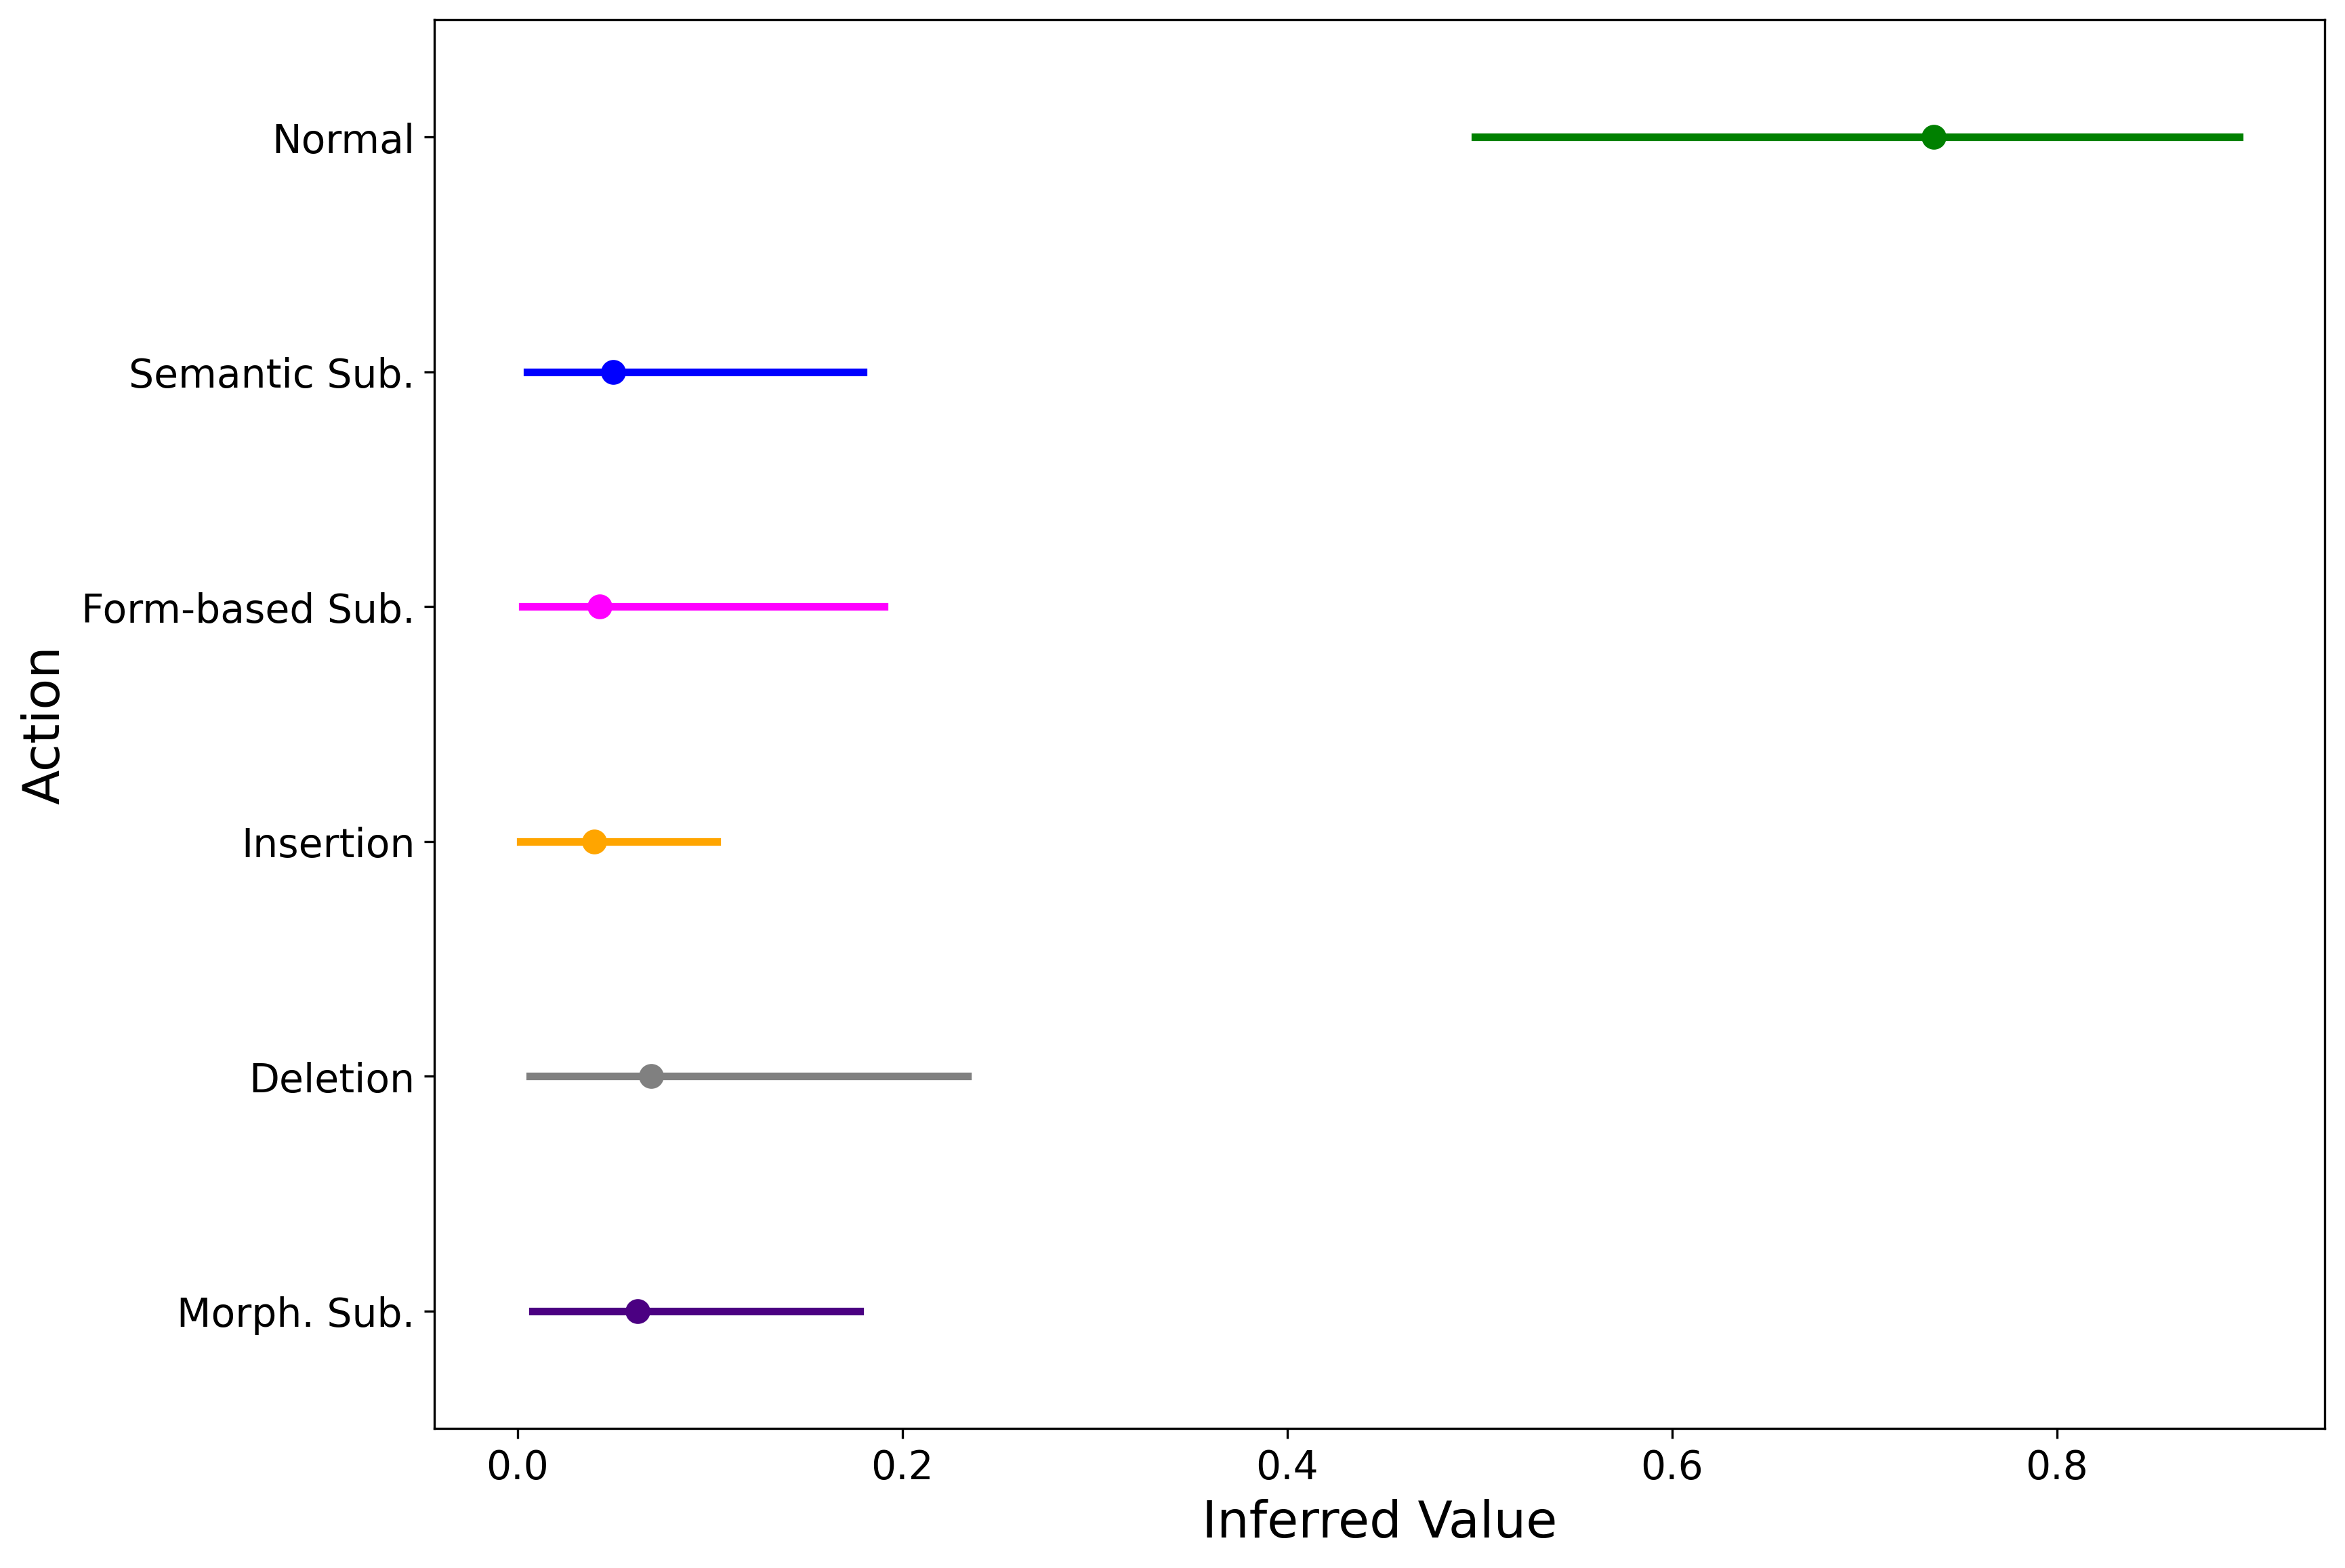 Normal
Semantic Sub.
Form-based Sub.
Insertion
Deletion
Morph. Sub.
Action
0.0 0.2 0.4 0.6 0.8
Inferred Value